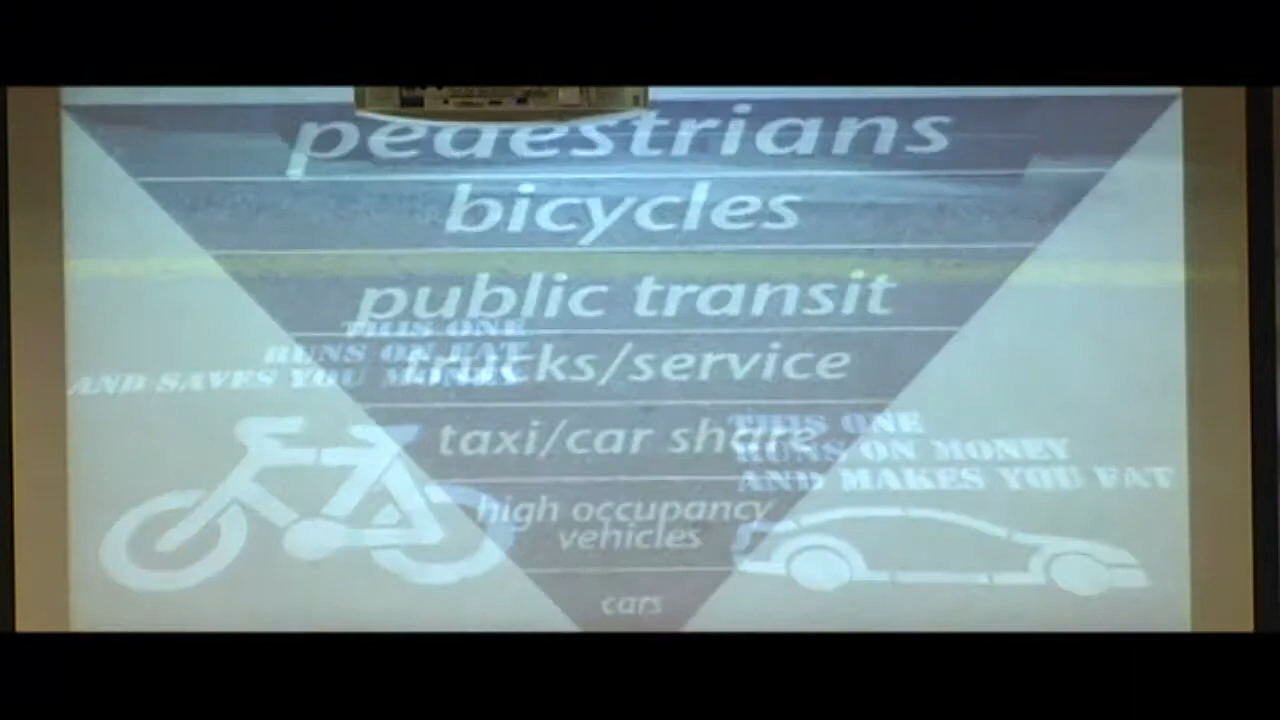 pedestrians
bicycles
public transit
THIS ONE
RUNS ON FAT
AND SAVES YOU MONEY
trucks/service
taxi/car share
THIS ONE
RUNS ON MONEY
AND MAKES YOU FAT
high occupancy
vehicles
cars